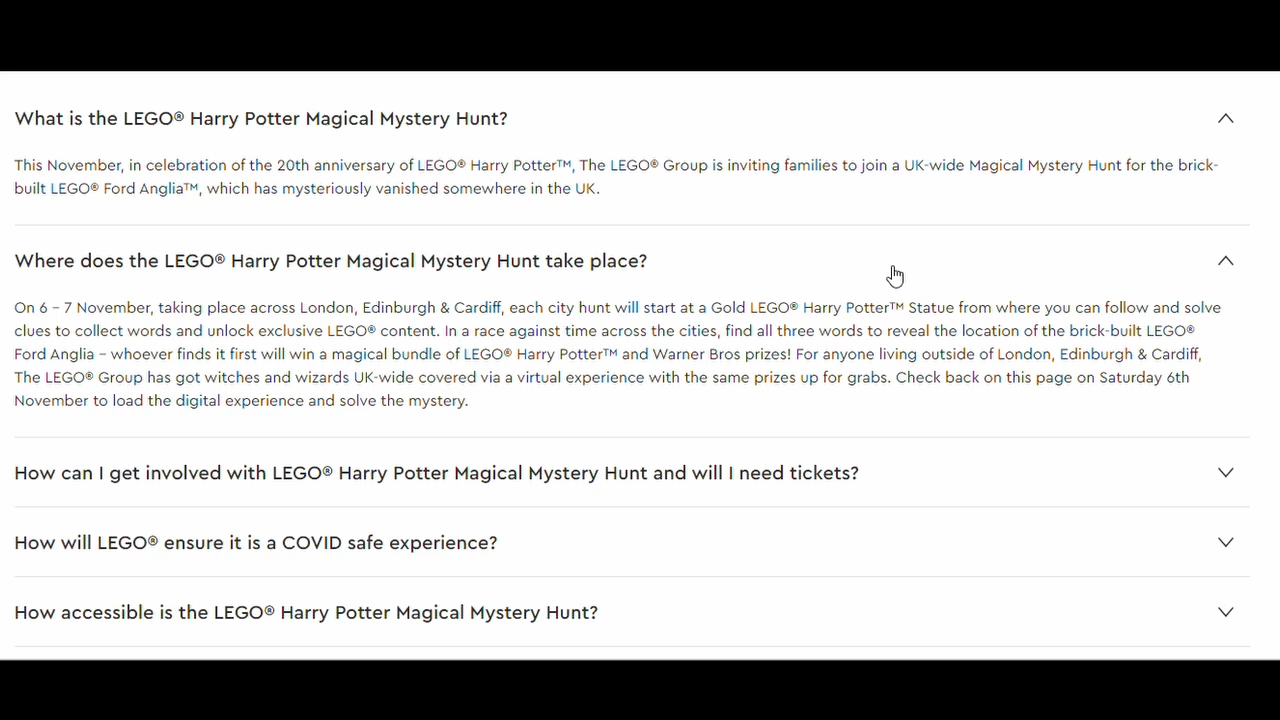 What is the LEGO® Harry Potter Magical Mystery Hunt?
This November, in celebration of the 20th anniversary of LEGO® Harry Potter™, The LEGO® Group is inviting families to join a UK-wide Magical Mystery Hunt for the brick-
built LEGO® Ford Anglia™, which has mysteriously vanished somewhere in the UK.
Where does the LEGO® Harry Potter Magical Mystery Hunt take place?
On 6 – 7 November, taking place across London, Edinburgh & Cardiff, each city hunt will start at a Gold LEGO® Harry Potter™ Statue from where you can follow and solve
clues to collect words and unlock exclusive LEGO® content. In a race against time across the cities, find all three words to reveal the location of the brick-built LEGO®
Ford Anglia – whoever finds it first will win a magical bundle of LEGO® Harry Potter™ and Warner Bros prizes! For anyone living outside of London, Edinburgh & Cardiff,
The LEGO® Group has got witches and wizards UK-wide covered via a virtual experience with the same prizes up for grabs. Check back on this page on Saturday 6th
November to load the digital experience and solve the mystery.
How can I get involved with LEGO® Harry Potter Magical Mystery Hunt and will I need tickets?
How will LEGO® ensure it is a COVID safe experience?
How accessible is the LEGO® Harry Potter Magical Mystery Hunt?